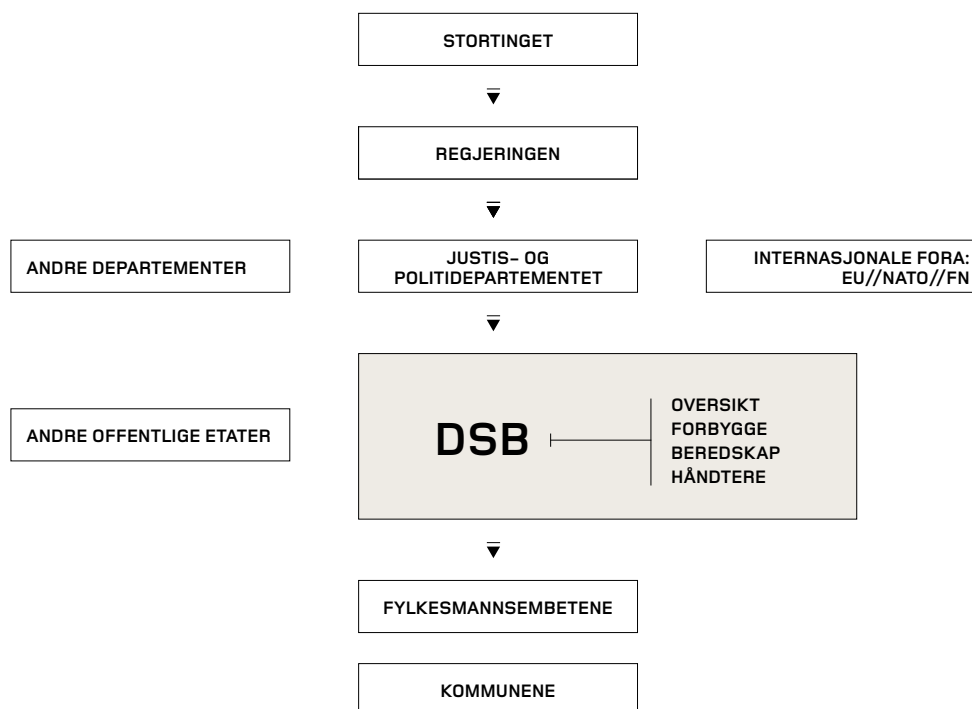 STORTINGET
REGJERINGEN
ANDRE DEPARTEMENTER
JUSTIS- OG
POLITIDEPARTEMENTET
INTERNASJONALE FORA:
EU//NATO//FN
ANDRE OFFENTLIGE ETATER
DSB
OVERSIKT
FORBYGGE
BEREDSKAP
HÅNDTERE
FYLKESMANNSEMBETENE
KOMMUNENE